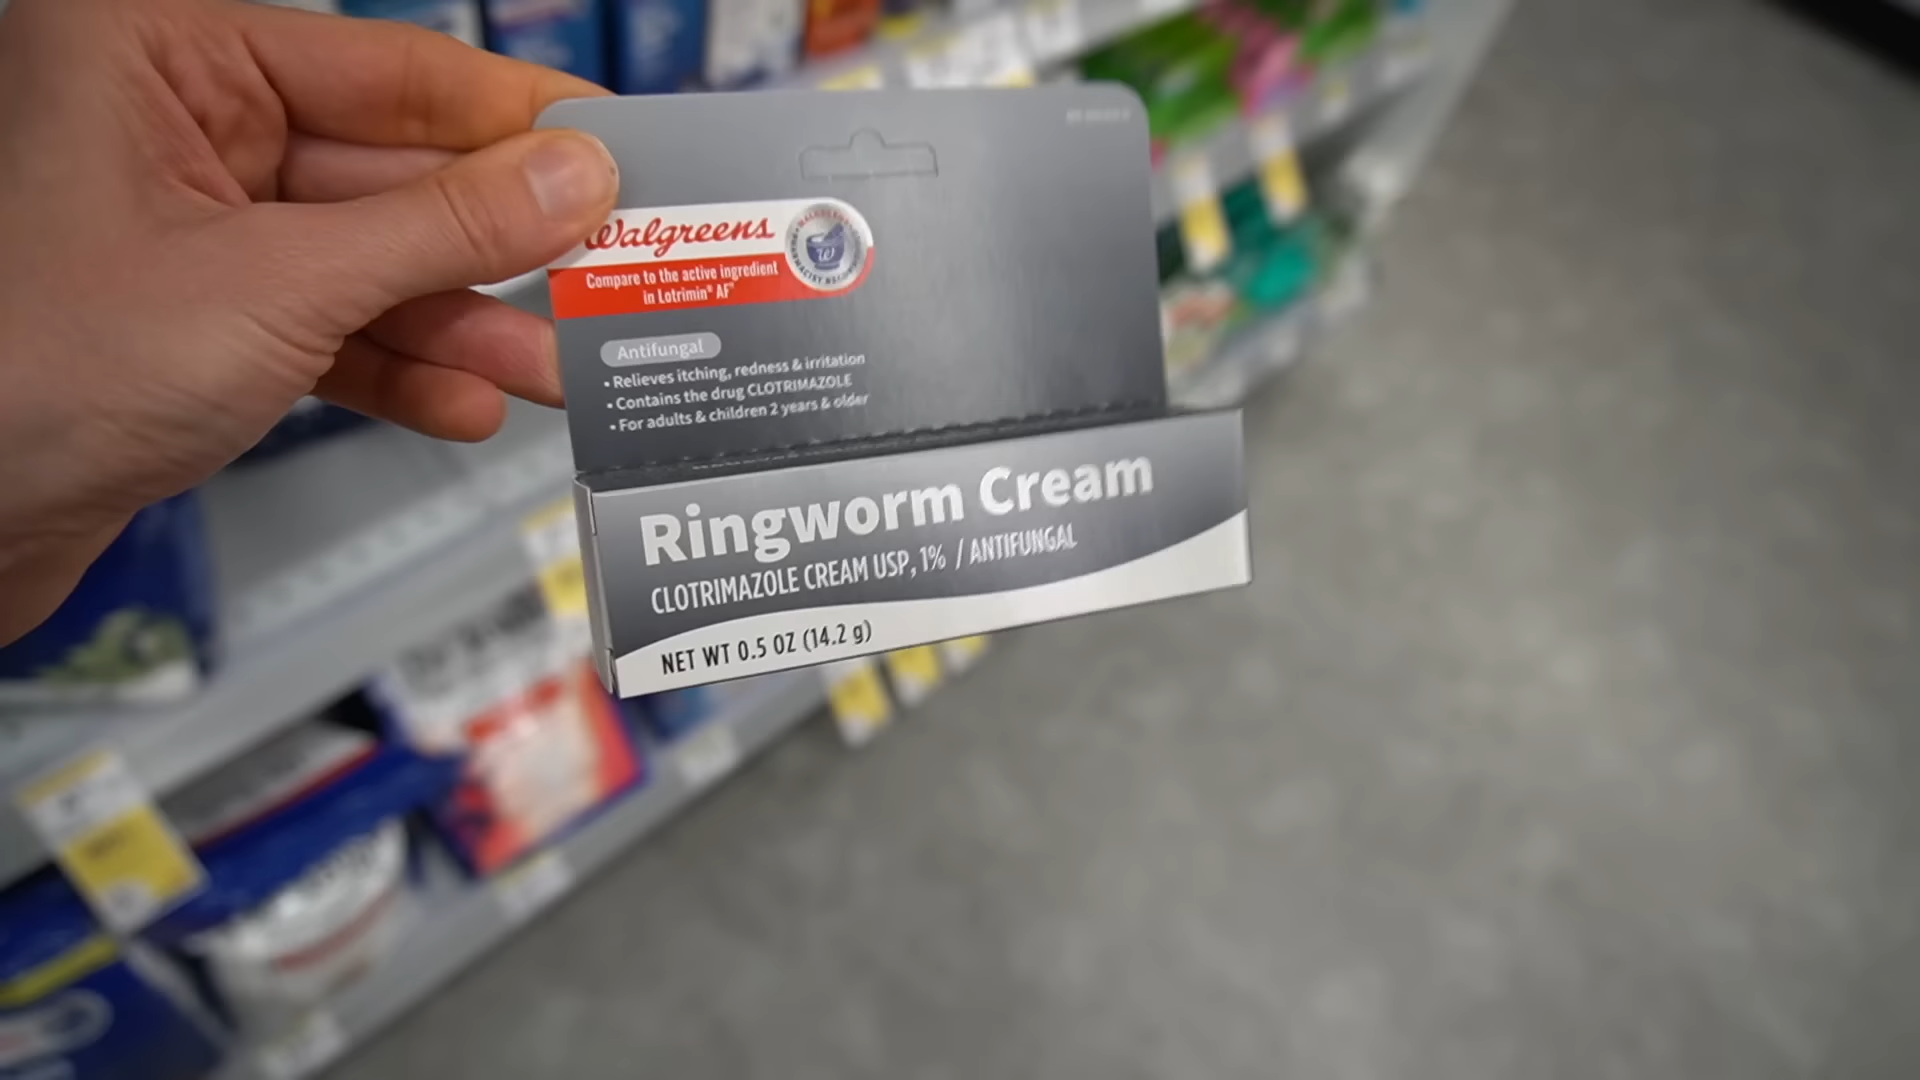 Walgreens
Compare to the active ingredient
in Lotrimin® AF*
Antifungal
• Relieves itching, redness & irritation
• Contains the drug CLOTRIMAZOLE
• For adults & children 2 years & older
Ringworm Cream
CLOTRIMAZOLE CREAM USP, 1% / ANTIFUNGAL
NET WT 0.5 OZ (14.2 g)